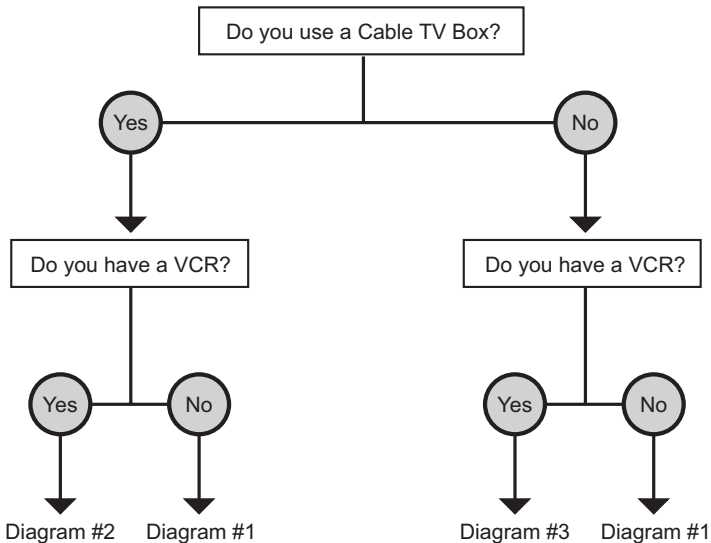 Do you use a Cable TV Box?
Yes
No
Do you have a VCR?
Do you have a VCR?
Yes
No
Yes
No
Diagram #2
Diagram #1
Diagram #3
Diagram #1